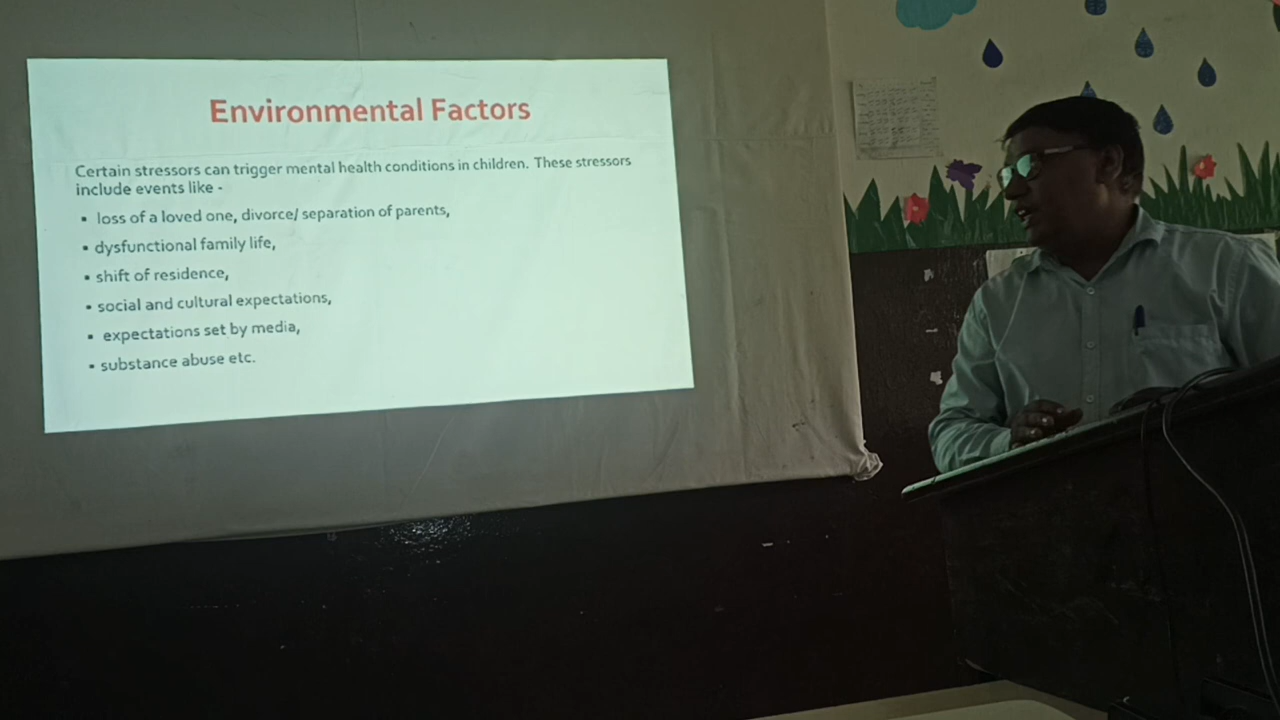 Environmental Factors
Certain stressors can trigger mental health conditions in children. These stressors
include events like -
▪ loss of a loved one, divorce/ separation of parents,
▪ dysfunctional family life,
▪ shift of residence,
▪ social and cultural expectations,
▪ expectations set by media,
▪ substance abuse etc.